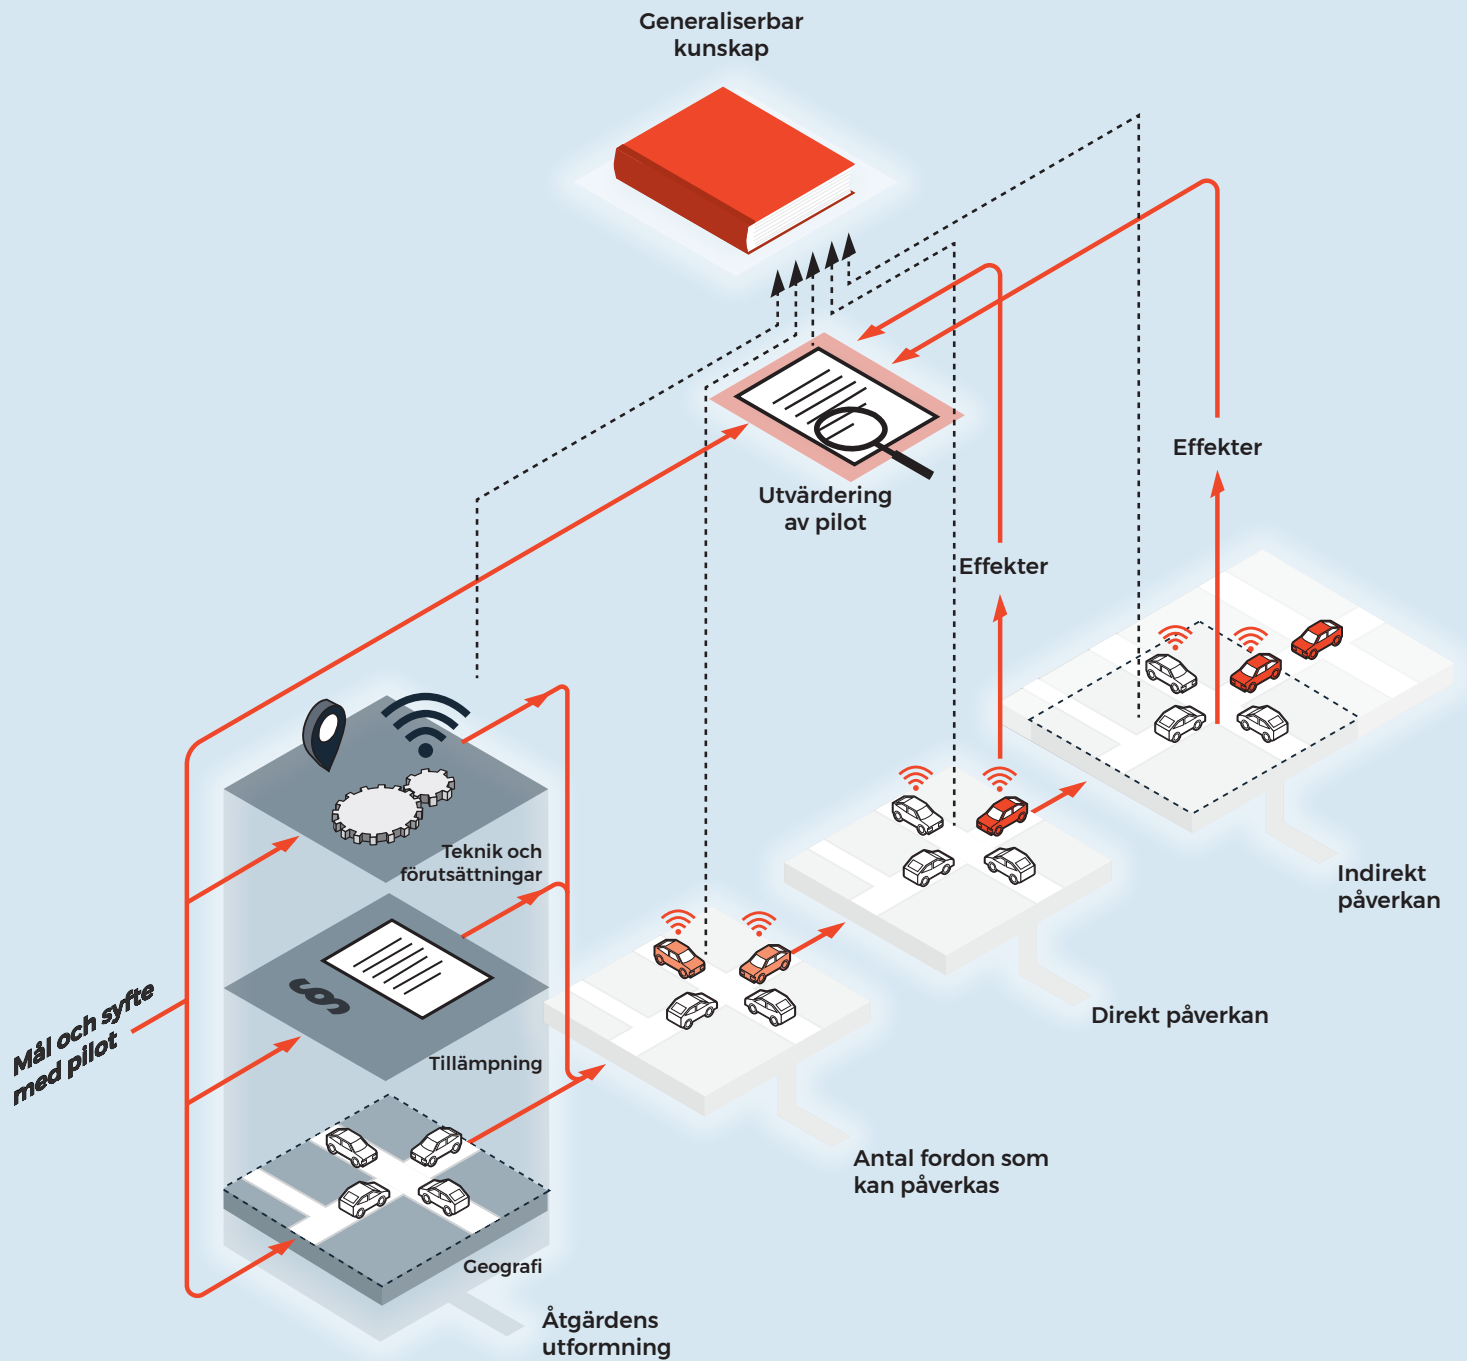 Generaliserbar
kunskap
Effekter
Utvärdering
av pilot
Effekter
Teknik och
förutsättningar
Indirekt
påverkan
Mål och syfte
med pilot
§
Direkt påverkan
Tillämpning
Antal fordon som
kan påverkas
Geografi
Åtgärdens
utformning